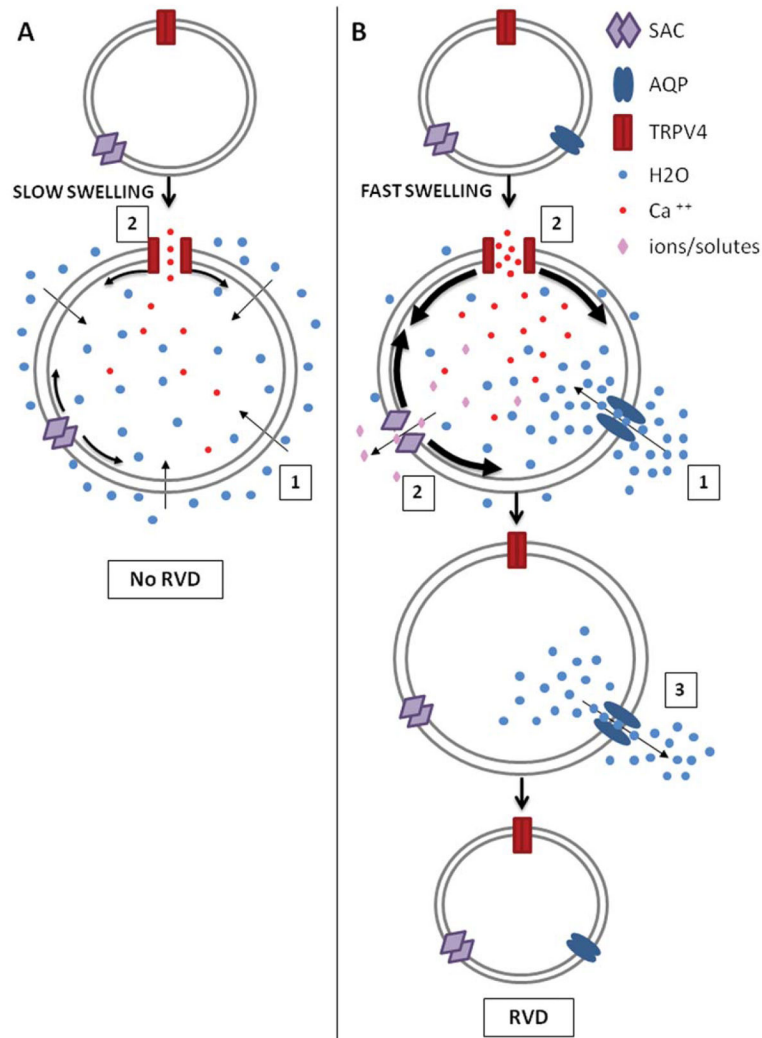 A
SLOW SWELLING
2
1
No RVD
B
SAC
AQP
TRPV4
H2O
Ca ++
ions/solutes
FAST SWELLING
2
2
1
3
RVD